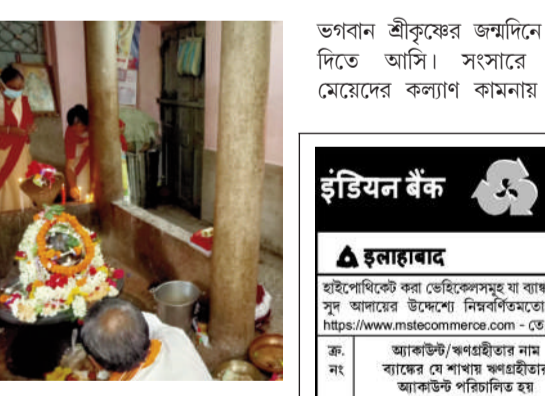 ভগবান শ্রীকৃষ্ণের জন্মদিনে
দিতে আসি। সংসারে
মেয়েদের কল্যাণ কামনায়
इंडियन बैंक
इलाहाबाद
হাইপোথিকেট করা ভেহিকেলসমূহ যা ব্যাঙ্ক
সুদ আদায়ের উদ্দেশ্যে নিম্নবর্ণিতমতো
https://www.mstecommerce.com - তে
ক্র. অ্যাকাউন্ট/ঋণগ্রহীতার নাম
নং ব্যাঙ্কের যে শাখায় ঋণগ্রহীতার
অ্যাকাউন্ট পরিচালিত হয়